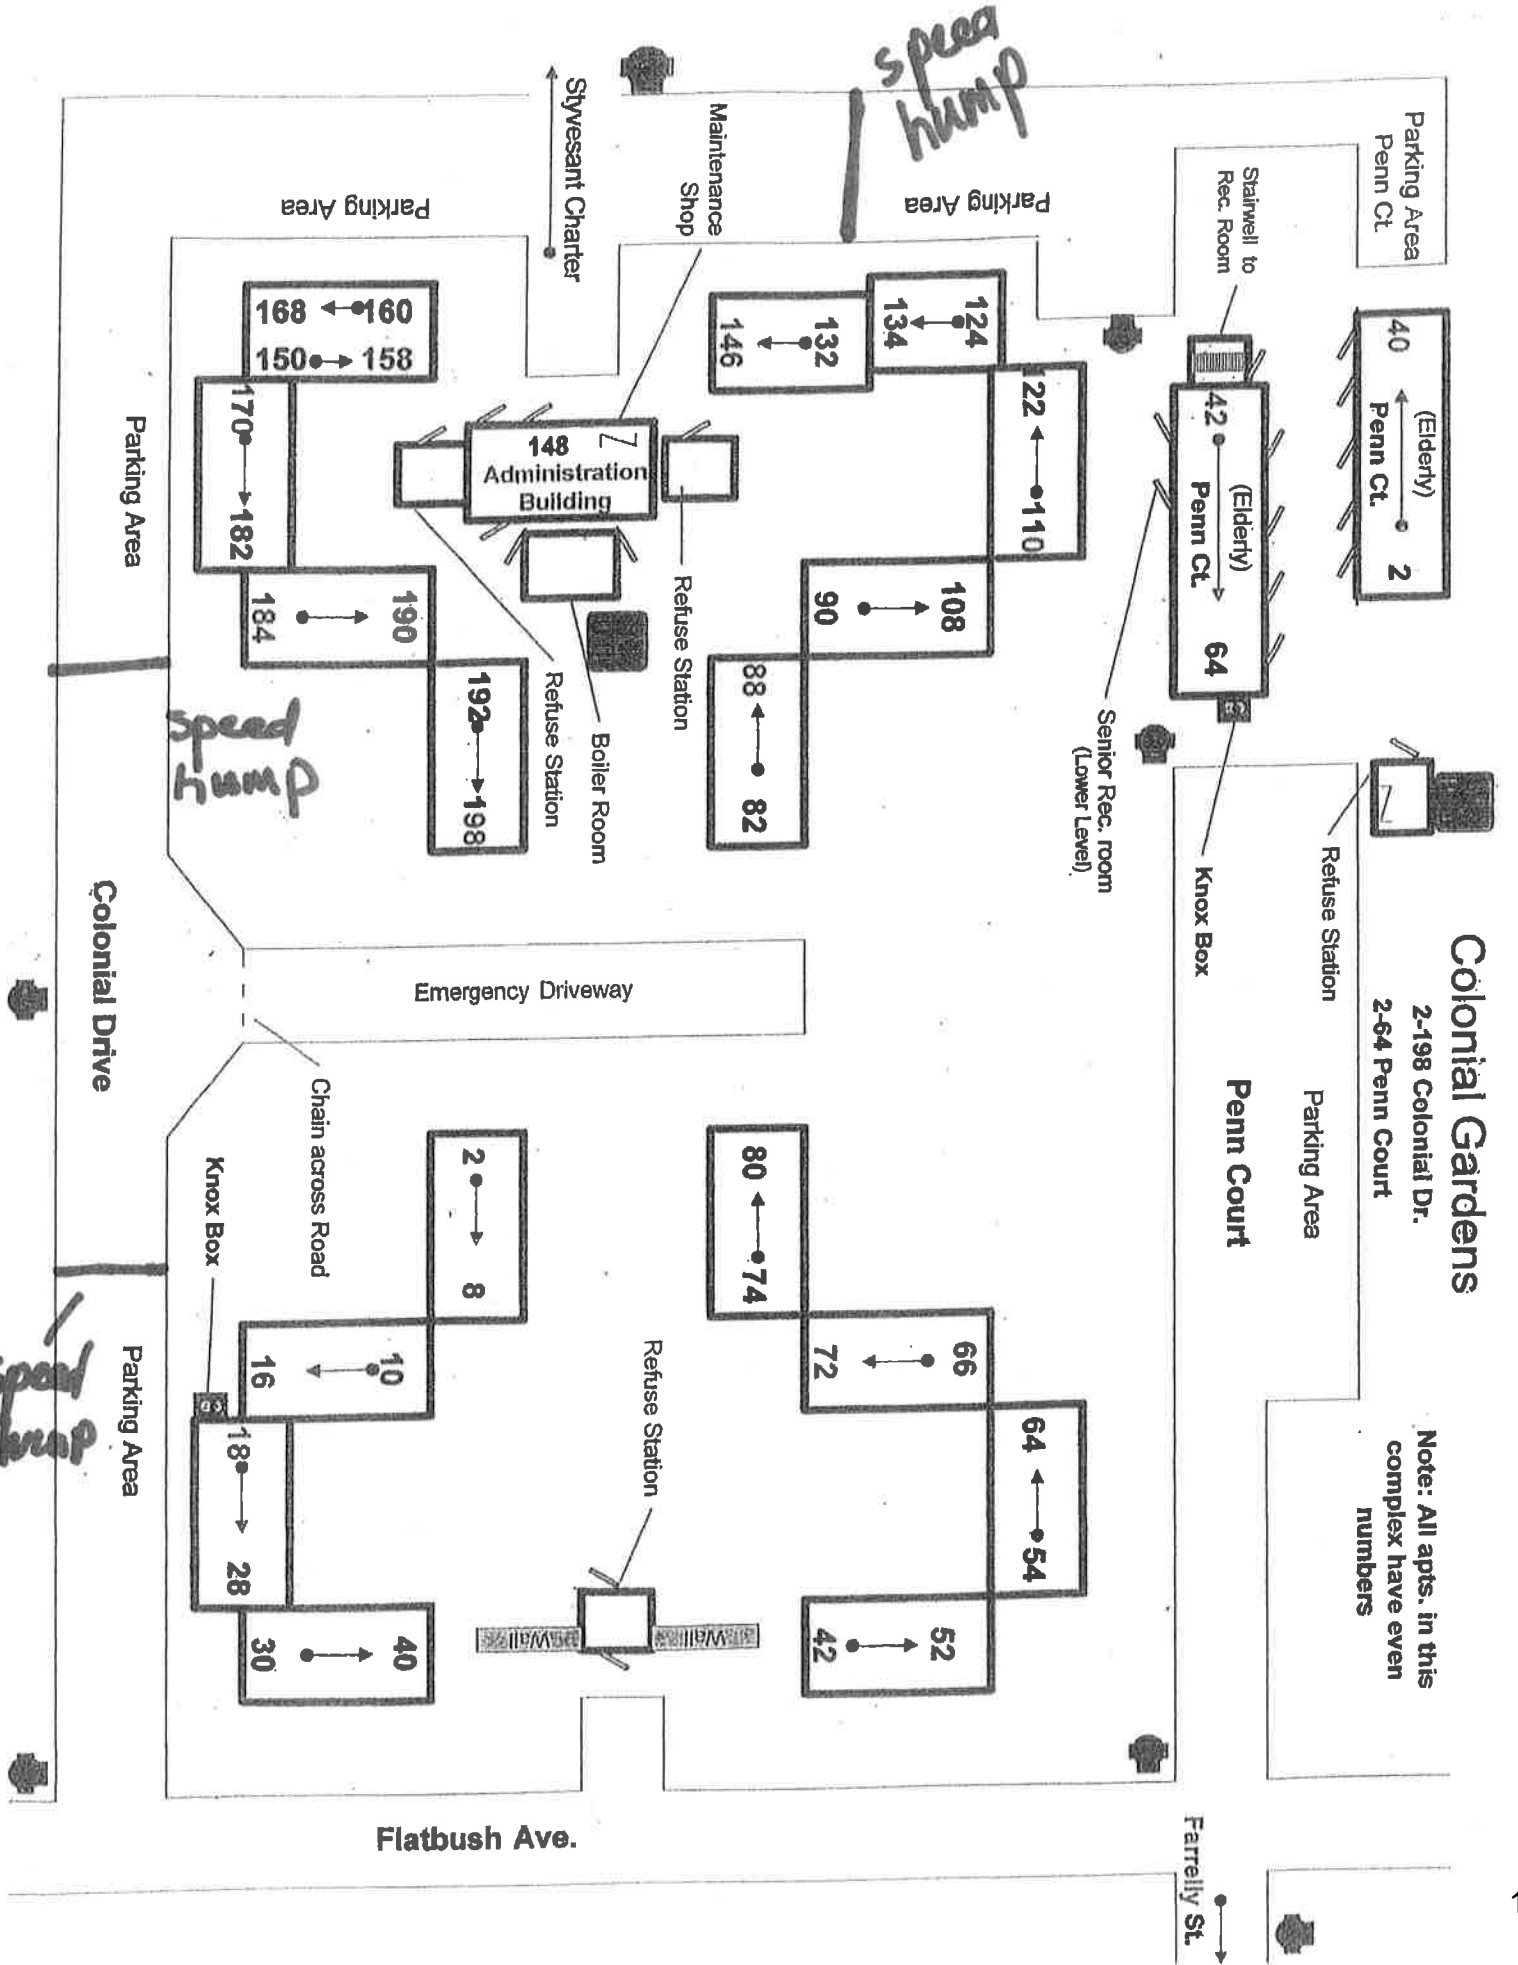 Colonial Gardens
2-198 Colonial Dr.
2-64 Penn Court
Note: All apts. in this
complex have even
numbers
Parking Area
Penn Ct.
40
(Elderly)
Penn Ct.
2
Refuse Station
Parking Area
Penn Court
Stairwell to
Rec. Room
42
(Elderly)
Penn Ct.
64
Knox Box
Senior Rec. room
(Lower Level)
Farrelly St.
speed
hump
Parking Area
Maintenance
Shop
Styvesant Charter
Parking Area
124
134
132
146
122
110
108
90
88
82
Refuse Station
148
Administration
Building
Refuse Station
Boiler Room
168
160
150
158
170
182
190
184
192
198
Parking Area
speed
hump
Emergency Driveway
Chain across Road
Colonial Drive
80
74
66
72
64
54
52
42
2
8
10
16
Knox Box
18
28
40
30
Refuse Station
Wall
Wall
Parking Area
speed
Flatbush Ave.